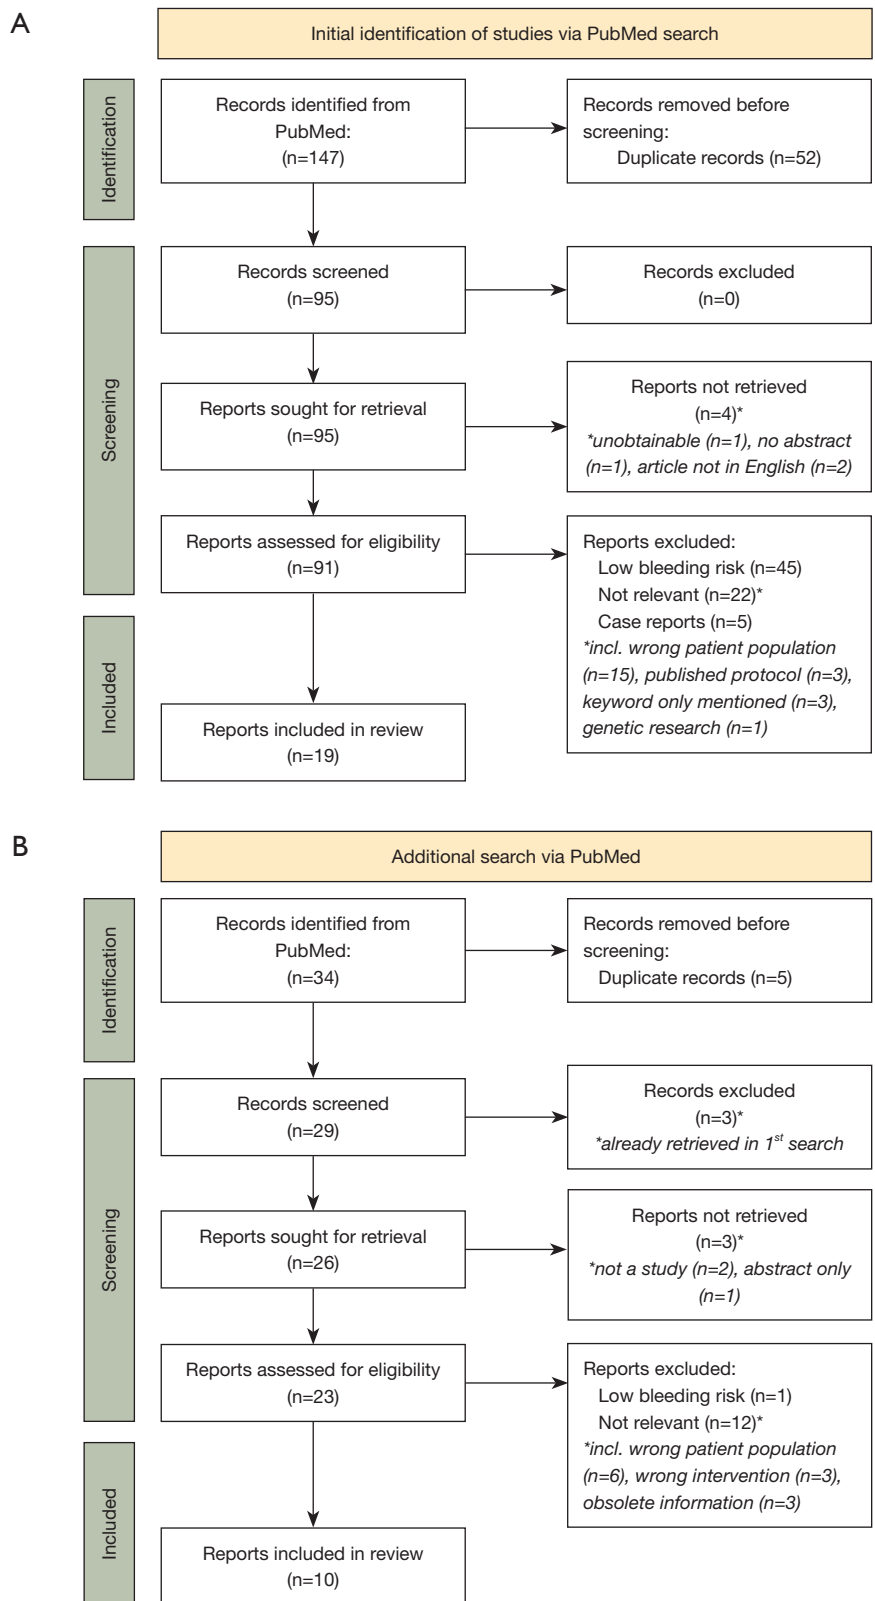 A
Initial identification of studies via PubMed search
Identification
Records identified from
PubMed:
(n=147)
Records removed before
screening:
Duplicate records (n=52)
Screening
Records screened
(n=95)
Records excluded
(n=0)
Reports sought for retrieval
(n=95)
Reports not retrieved
(n=4)*
*unobtainable (n=1), no abstract
(n=1), article not in English (n=2)
Reports assessed for eligibility
(n=91)
Reports excluded:
Low bleeding risk (n=45)
Not relevant (n=22)*
Case reports (n=5)
*incl. wrong patient population
(n=15), published protocol (n=3),
keyword only mentioned (n=3),
genetic research (n=1)
Included
Reports included in review
(n=19)
B
Additional search via PubMed
Identification
Records identified from
PubMed:
(n=34)
Records removed before
screening:
Duplicate records (n=5)
Screening
Records screened
(n=29)
Records excluded
(n=3)*
*already retrieved in 1st search
Reports sought for retrieval
(n=26)
Reports not retrieved
(n=3)*
*not a study (n=2), abstract only
(n=1)
Reports assessed for eligibility
(n=23)
Reports excluded:
Low bleeding risk (n=1)
Not relevant (n=12)*
*incl. wrong patient population
(n=6), wrong intervention (n=3),
obsolete information (n=3)
Included
Reports included in review
(n=10)